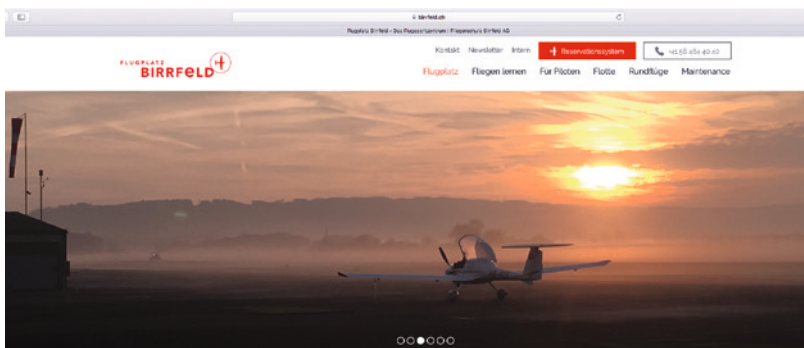 birrfeld.ch
Flugplatz Birrfeld - Das Flugsportzentrum | Fliegerschule Birrfeld AG
Kontakt Newsletter Intern Reservationssystem +41 56 464 40 40
FLUGPLATZ
BIRRFELD
Flugplatz Fliegen lernen Für Piloten Flotte Rundflüge Maintenance